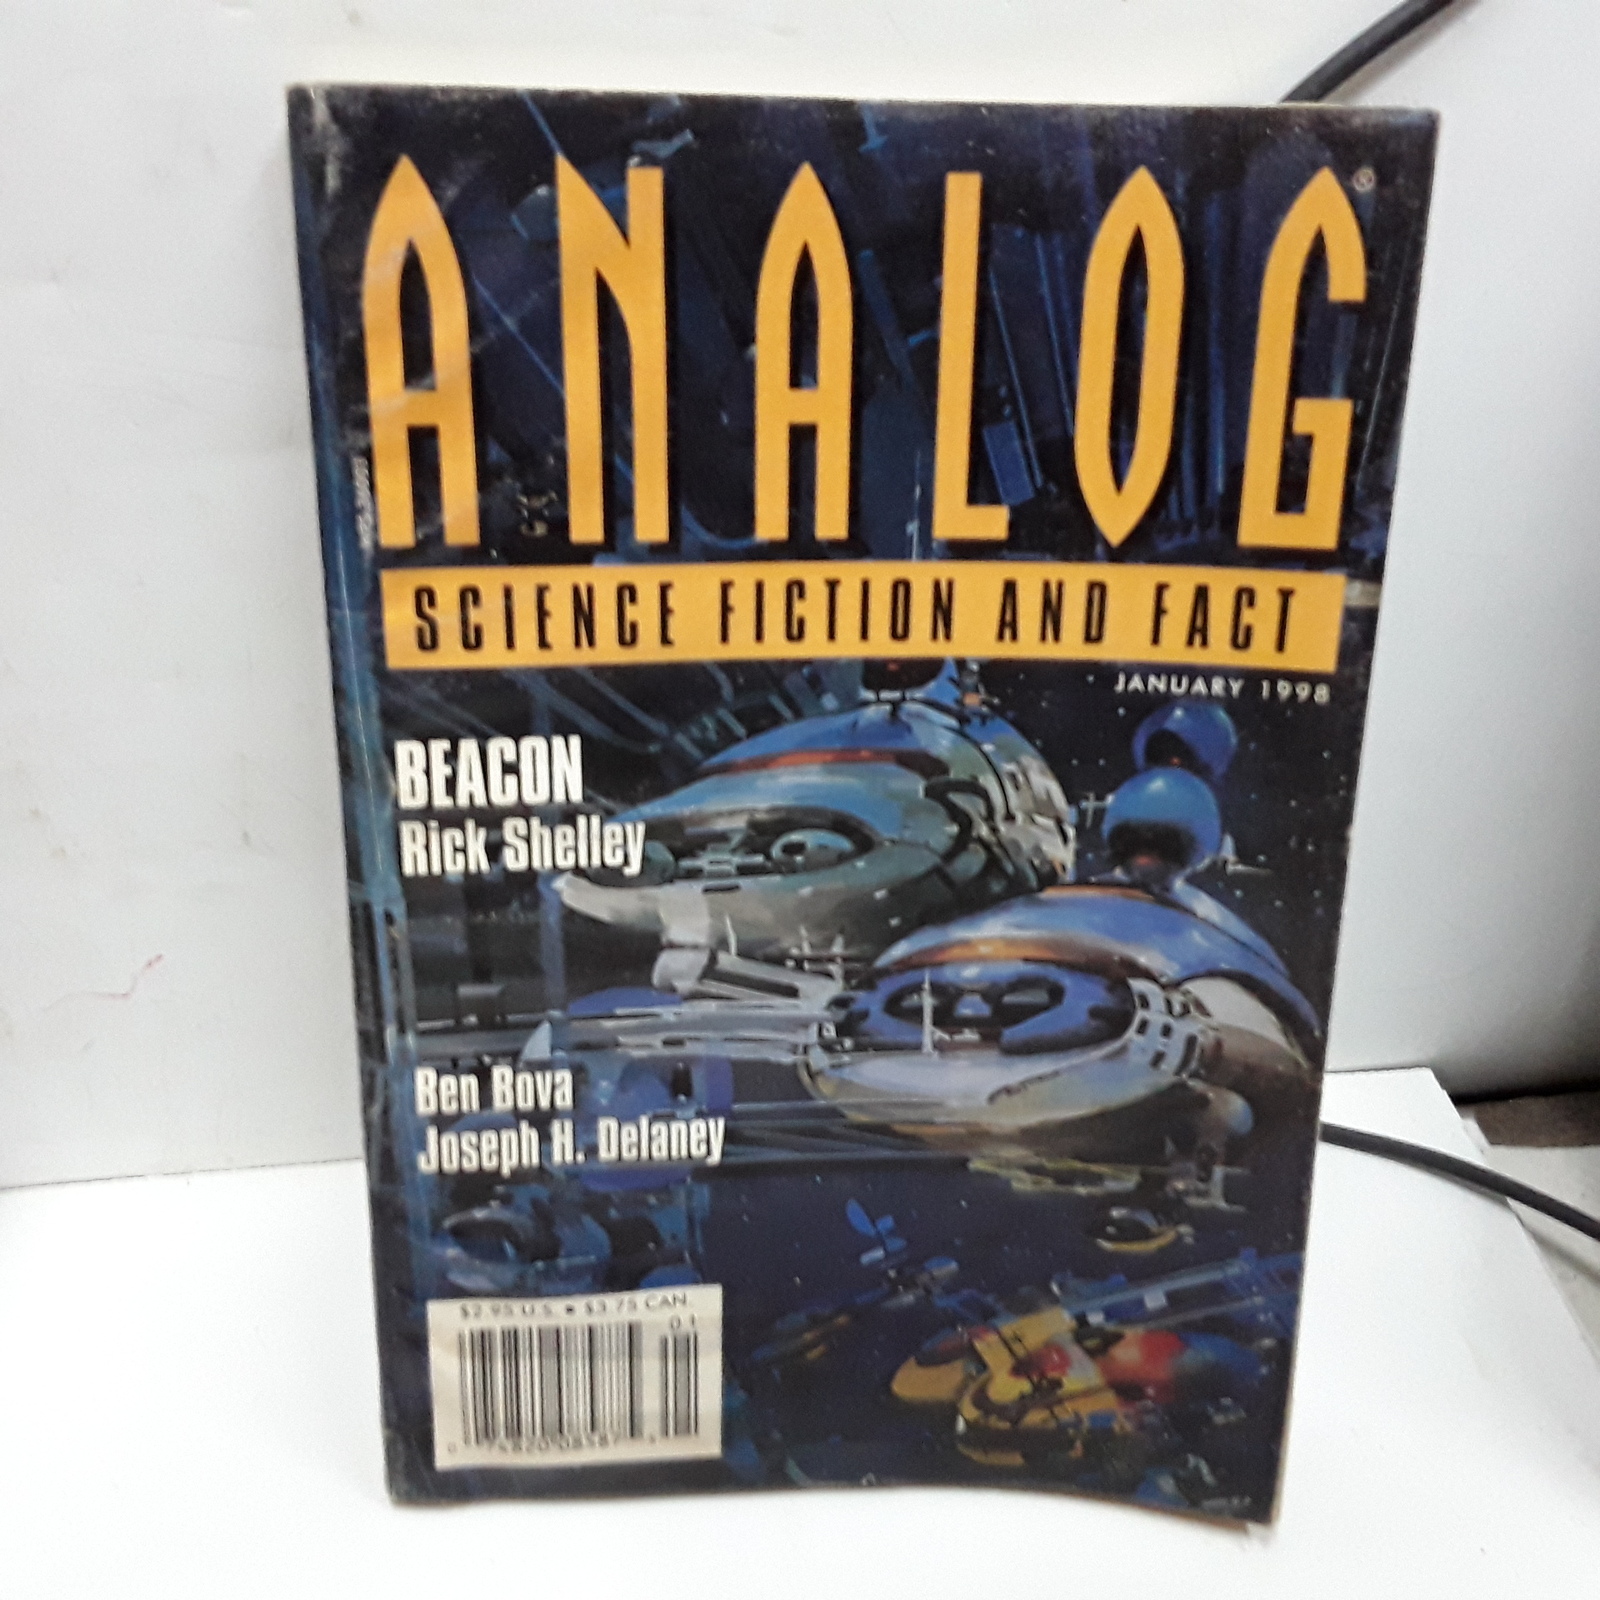 ANALOG®
SCIENCE FICTION AND FACT
JANUARY 1998
BEACON
Rick Shelley
Ben Bova
Joseph H. Delaney
$2.95 U.S. ■ $3.75 CAN.
01